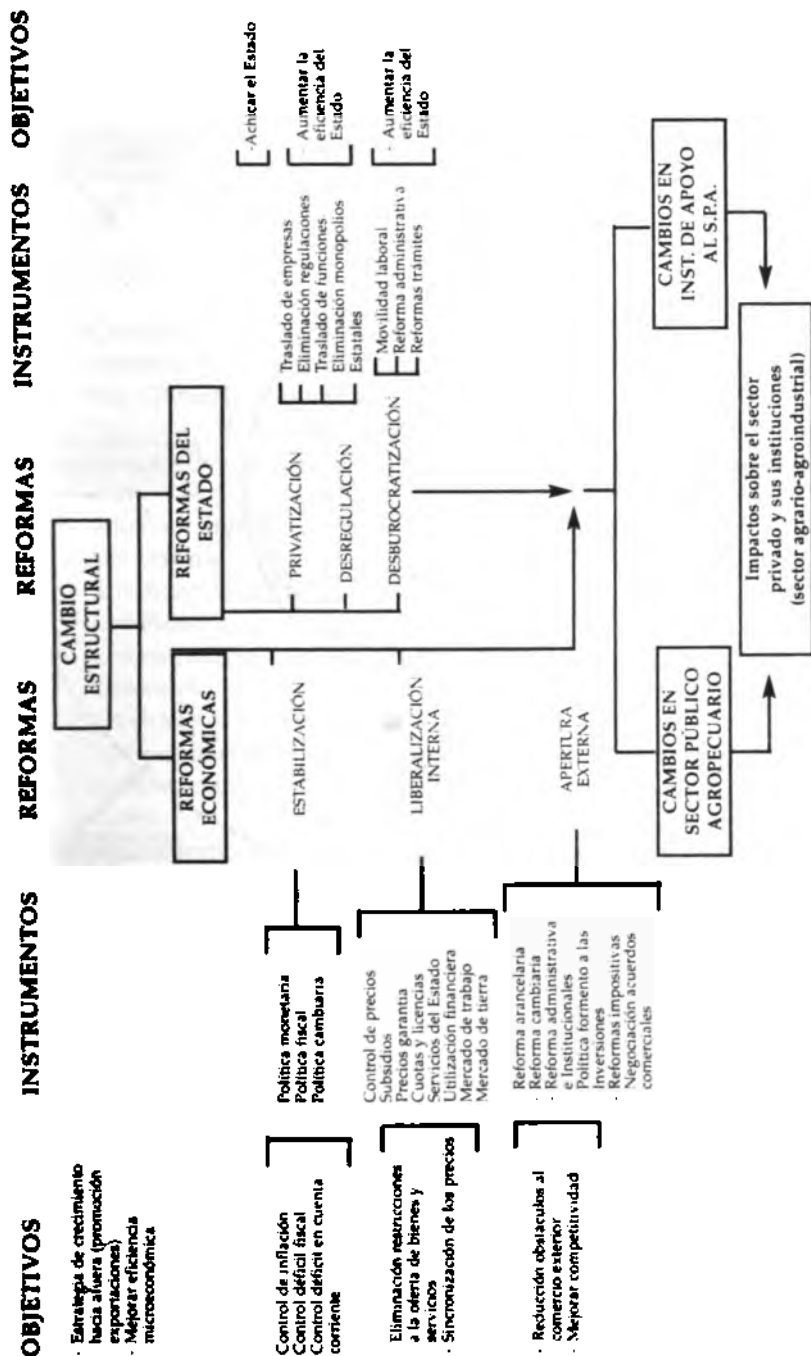 OBJETIVOS
INSTRUMENTOS
REFORMAS
REFORMAS
INSTRUMENTOS
OBJETIVOS
CAMBIO
ESTRUCTURAL
· Estrategia de crecimiento
hacia afuera (promoción
exportaciones)
· Mejorar eficiencia
microeconómica
REFORMAS
ECONÓMICAS
REFORMAS DEL
ESTADO
Control de inflación
Control déficit fiscal
Control déficit en cuenta
corriente
Política monetaria
Política fiscal
Política cambiaria
ESTABILIZACIÓN
Eliminación restricciones
a la oferta de bienes y
servicios
· Sincronización de los precios
Control de precios
Subsidios
Precios garantía
Cuotas y licencias
Servicios del Estado
Utilización financiera
Mercado de trabajo
Mercado de tierra
LIBERALIZACIÓN
INTERNA
· Reducción obstaculos al
comercio exterior
· Mejorar competitividad
· Reforma arancelaria
· Reforma cambiaria
· Reforma administrativa
e Institucionales
· Política formento a las
Inversiones
· Reformas impositivas
· Negociación acuerdos
comerciales
APERTURA
EXTERNA
PRIVATIZACIÓN
DESREGULACIÓN
DESBUROCRATIZACIÓN
Traslado de empresas
Eliminación regulaciones
Traslado de funciones
Eliminación monopolios
Estatales
Movilidad laboral
Reforma administrativa
Reformas trámites
· Achicar el Estado
· Aumentar la
eficiencia del
Estado
· Aumentar la
eficiencia del
Estado
CAMBIOS EN
SECTOR PÚBLICO
AGROPECUARIO
CAMBIOS EN
INST. DE APOYO
AL S.P.A.
Impactos sobre el sector
privado y sus instituciones
(sector agrario-agroindustrial)